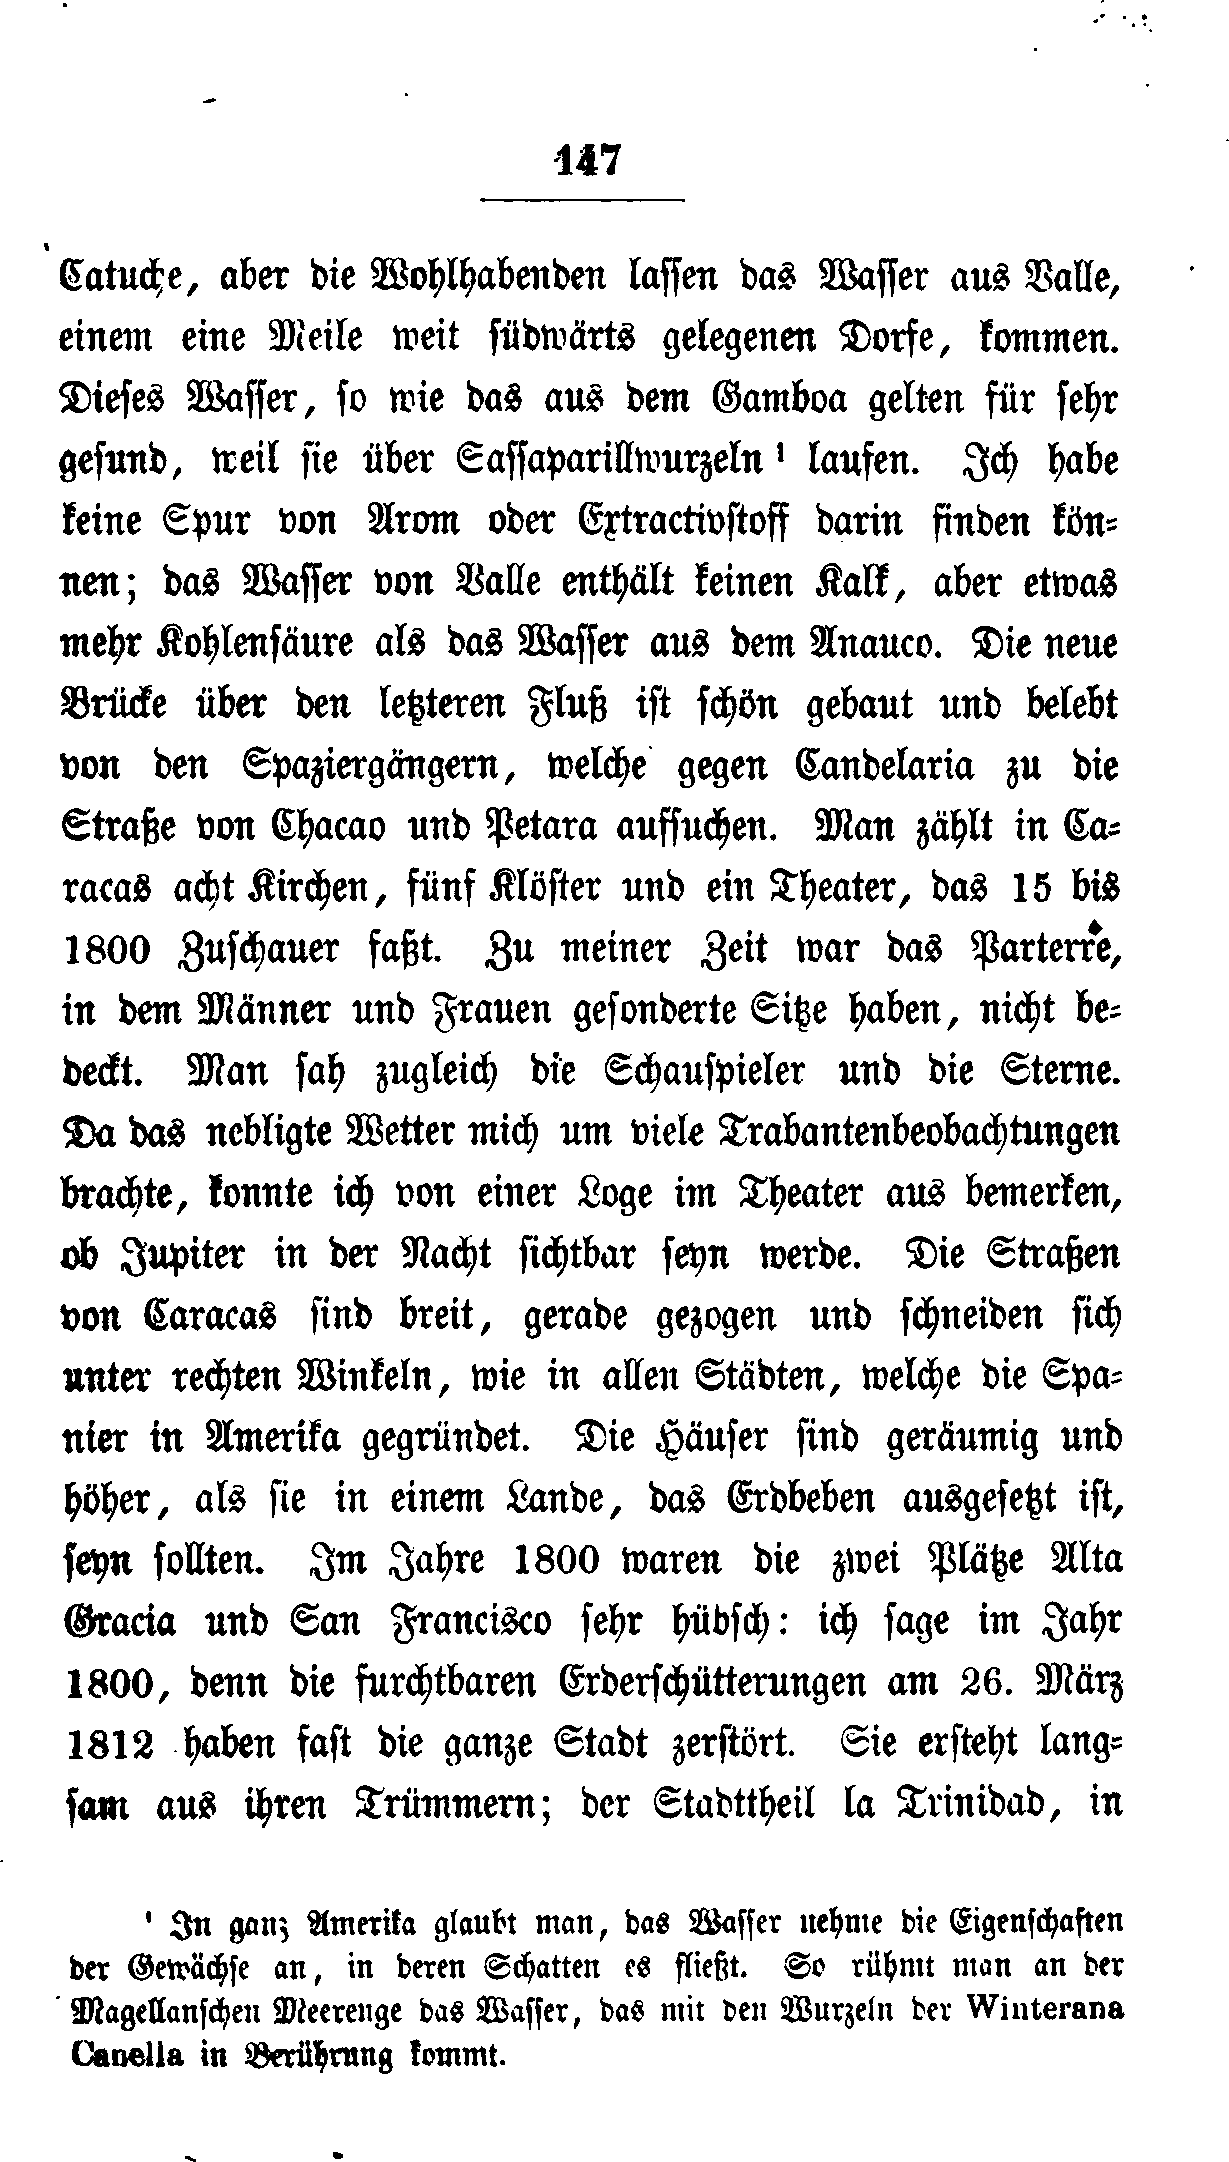 147
Catuche, aber die Wohlhabenden lassen das Wasser aus Valle,
einem eine Meile weit südwärts gelegenen Dorfe, kommen.
Dieses Wasser, so wie das aus dem Gamboa gelten für sehr
gesund, weil sie über Sassaparillwurzeln ¹ laufen. Ich habe
keine Spur von Arom oder Extractivstoff darin finden kön-
nen; das Wasser von Valle enthält keinen Kalk, aber etwas
mehr Kohlensäure als das Wasser aus dem Anauco. Die neue
Brücke über den letzteren Fluß ist schön gebaut und belebt
von den Spaziergängern, welche gegen Candelaria zu die
Straße von Chacao und Petara aufsuchen. Man zählt in Ca-
racas acht Kirchen, fünf Klöster und ein Theater, das 15 bis
1800 Zuschauer faßt. Zu meiner Zeit war das Parterre,
in dem Männer und Frauen gesonderte Sitze haben, nicht be-
deckt. Man sah zugleich die Schauspieler und die Sterne.
Da das nebligte Wetter mich um viele Trabantenbeobachtungen
brachte, konnte ich von einer Loge im Theater aus bemerken,
ob Jupiter in der Nacht sichtbar seyn werde. Die Straßen
von Caracas sind breit, gerade gezogen und schneiden sich
unter rechten Winkeln, wie in allen Städten, welche die Spa-
nier in Amerika gegründet. Die Häuser sind geräumig und
höher, als sie in einem Lande, das Erdbeben ausgesetzt ist,
seyn sollten. Im Jahre 1800 waren die zwei Plätze Alta
Gracia und San Francisco sehr hübsch: ich sage im Jahr
1800, denn die furchtbaren Erderschütterungen am 26. März
1812 haben fast die ganze Stadt zerstört. Sie ersteht lang-
sam aus ihren Trümmern; der Stadttheil la Trinidad, in
¹ In ganz Amerika glaubt man, das Wasser nehme die Eigenschaften
der Gewächse an, in deren Schatten es fließt. So rühmt man an der
Magellanschen Meerenge das Wasser, das mit den Wurzeln der Winterana
Canella in Berührung kommt.